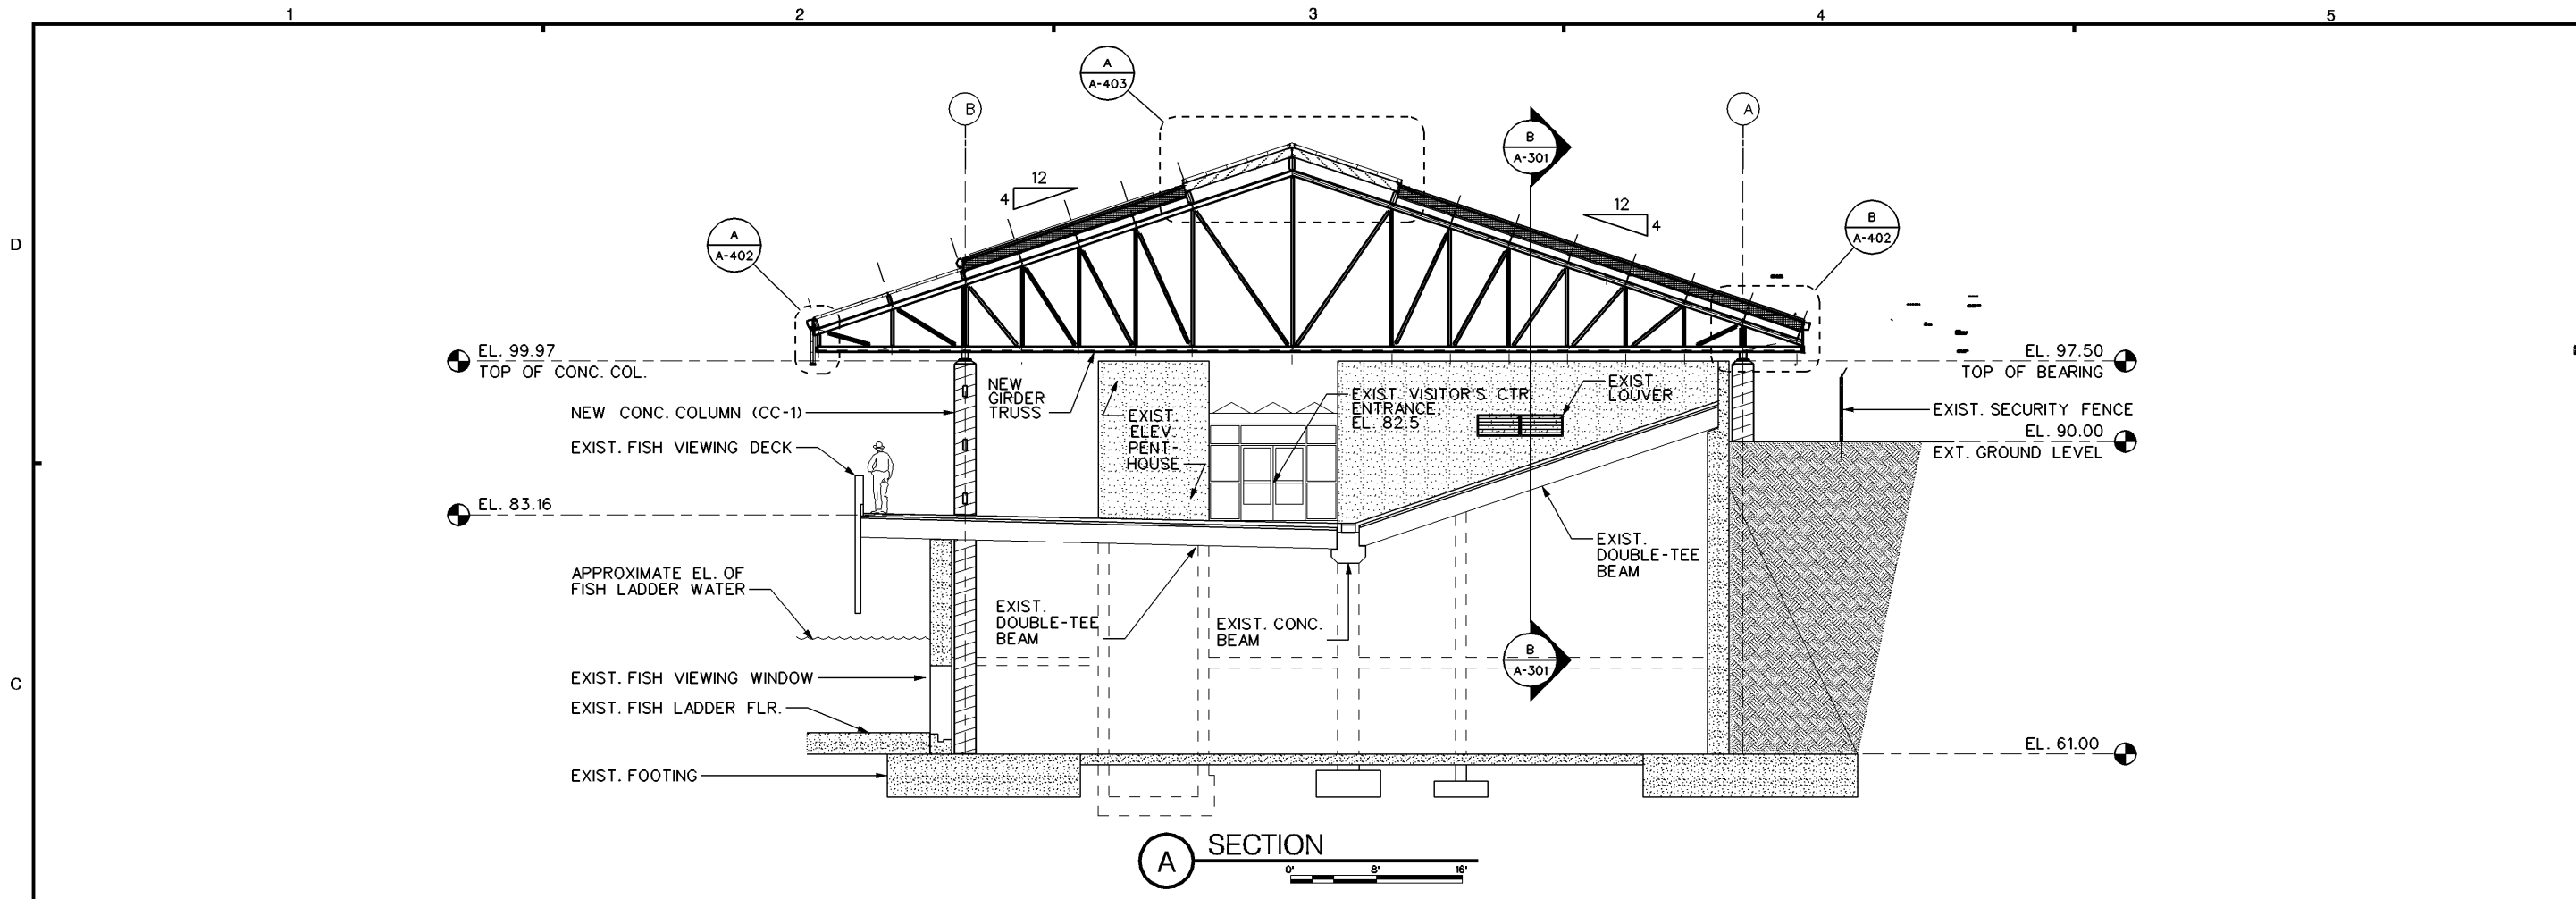 1
2
3
4
5
A
A-403
B
A
B
A-301
12
4
12
4
A
A-402
B
A-402
D
EL. 99.97
TOP OF CONC. COL.
EL. 97.50
TOP OF BEARING
NEW
GIRDER
TRUSS
NEW CONC. COLUMN (CC-1)
EXIST. FISH VIEWING DECK
EXIST.
ELEV.
PENT-
HOUSE
EXIST. VISITOR'S CTR.
ENTRANCE,
EL. 82.5
EXIST.
LOUVER
EXIST. SECURITY FENCE
EL. 90.00
EXT. GROUND LEVEL
EL. 83.16
EXIST.
DOUBLE-TEE
BEAM
APPROXIMATE EL. OF
FISH LADDER WATER
EXIST.
DOUBLE-TEE
BEAM
EXIST. CONC.
BEAM
B
A-301
C
EXIST. FISH VIEWING WINDOW
EXIST. FISH LADDER FLR.
EL. 61.00
EXIST. FOOTING
A
SECTION
0'
8'
16'